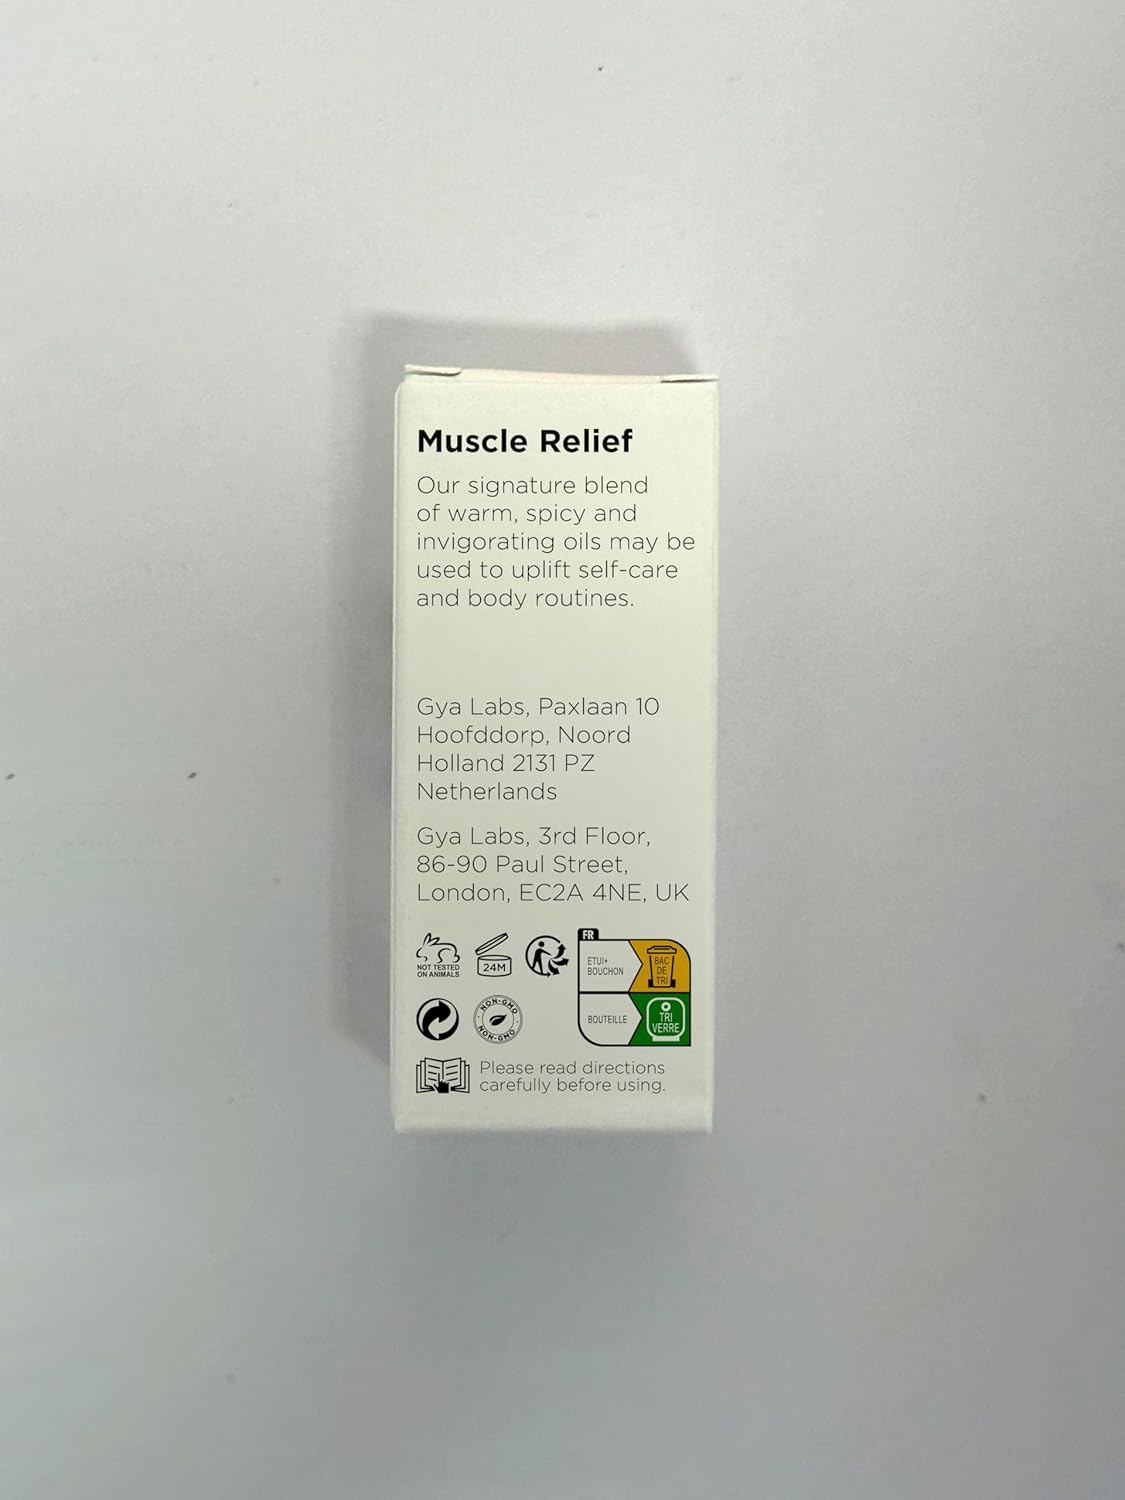 Muscle Relief
Our signature blend
of warm, spicy and
invigorating oils may be
used to uplift self-care
and body routines.
Gya Labs, Paxlaan 10
Hoofddorp, Noord
Holland 2131 PZ
Netherlands
Gya Labs, 3rd Floor,
86-90 Paul Street,
London, EC2A 4NE, UK
NOT TESTED
ON ANIMALS
24M
FR
ETUI+
BOUCHON
BAC
DE
TRI
NON-GMO
NON-GMO
BOUTEILLE
TRI
VERRE
Please read directions
carefully before using.